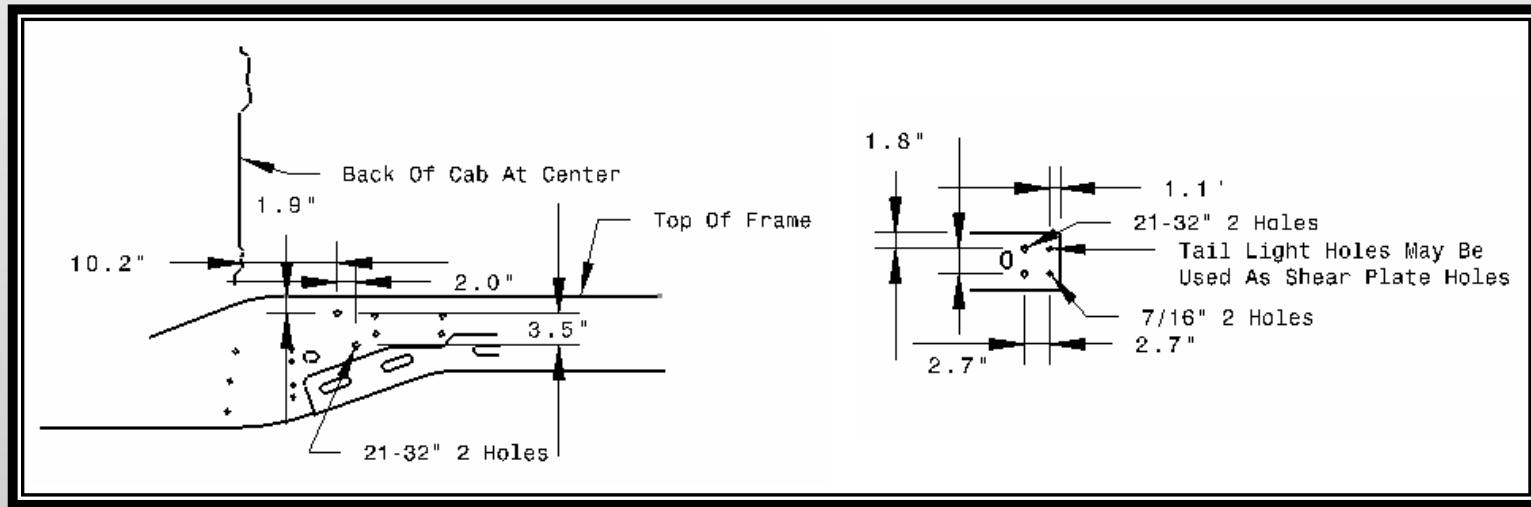 Back Of Cab At Center
1.9"
Top Of Frame
10.2"
2.0"
3.5"
21-32" 2 Holes
1.8"
1.1'
21-32" 2 Holes
Tail Light Holes May Be
Used As Shear Plate Holes
7/16" 2 Holes
2.7"
2.7"